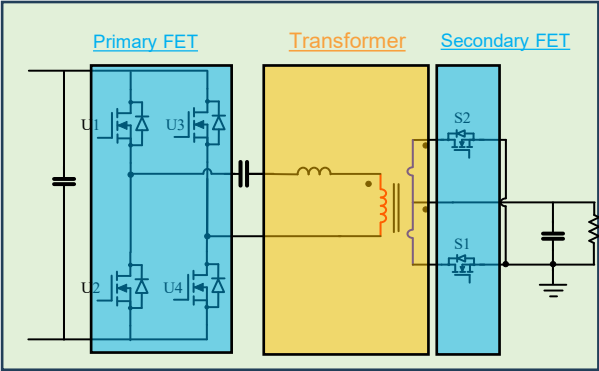 Primary FET
Transformer
Secondary FET
U1
U3
S2
S1
U2
U4